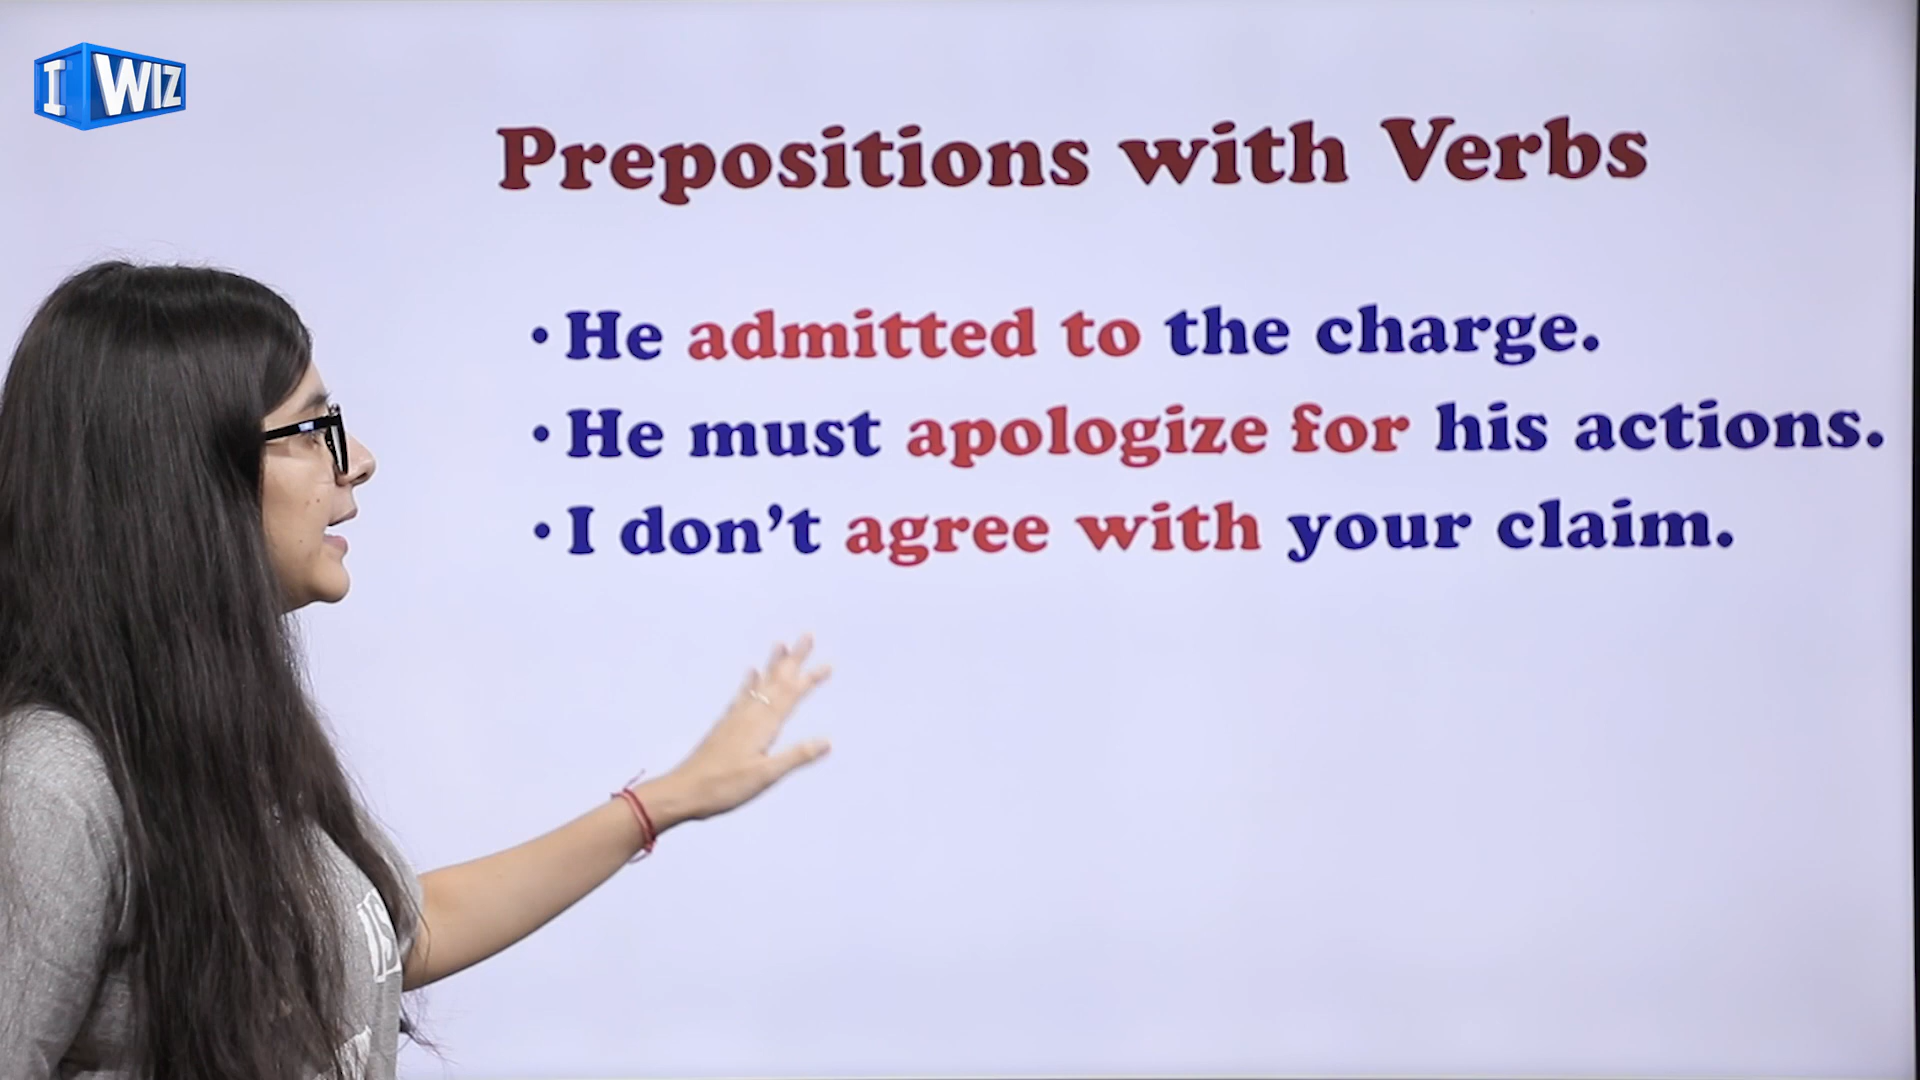 I WIZ
Prepositions with Verbs
• He admitted to the charge.
• He must apologize for his actions.
• I don't agree with your claim.